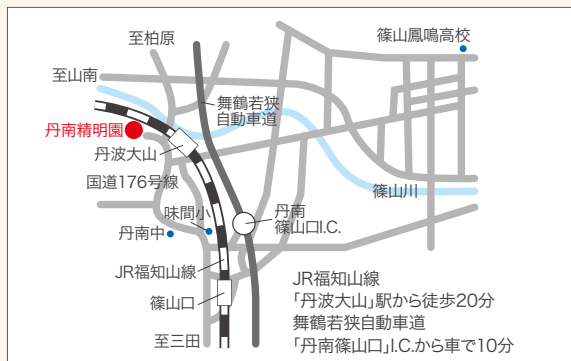 至柏原
篠山鳳鳴高校
至山南
舞鶴若狭
自動車道
丹南精明園
丹波大山
国道176号線
篠山川
味間小
丹南
篠山口I.C.
丹南中
JR福知山線
篠山口
至三田
JR福知山線
「丹波大山」駅から徒歩20分
舞鶴若狭自動車道
「丹南篠山口」I.C.から車で10分